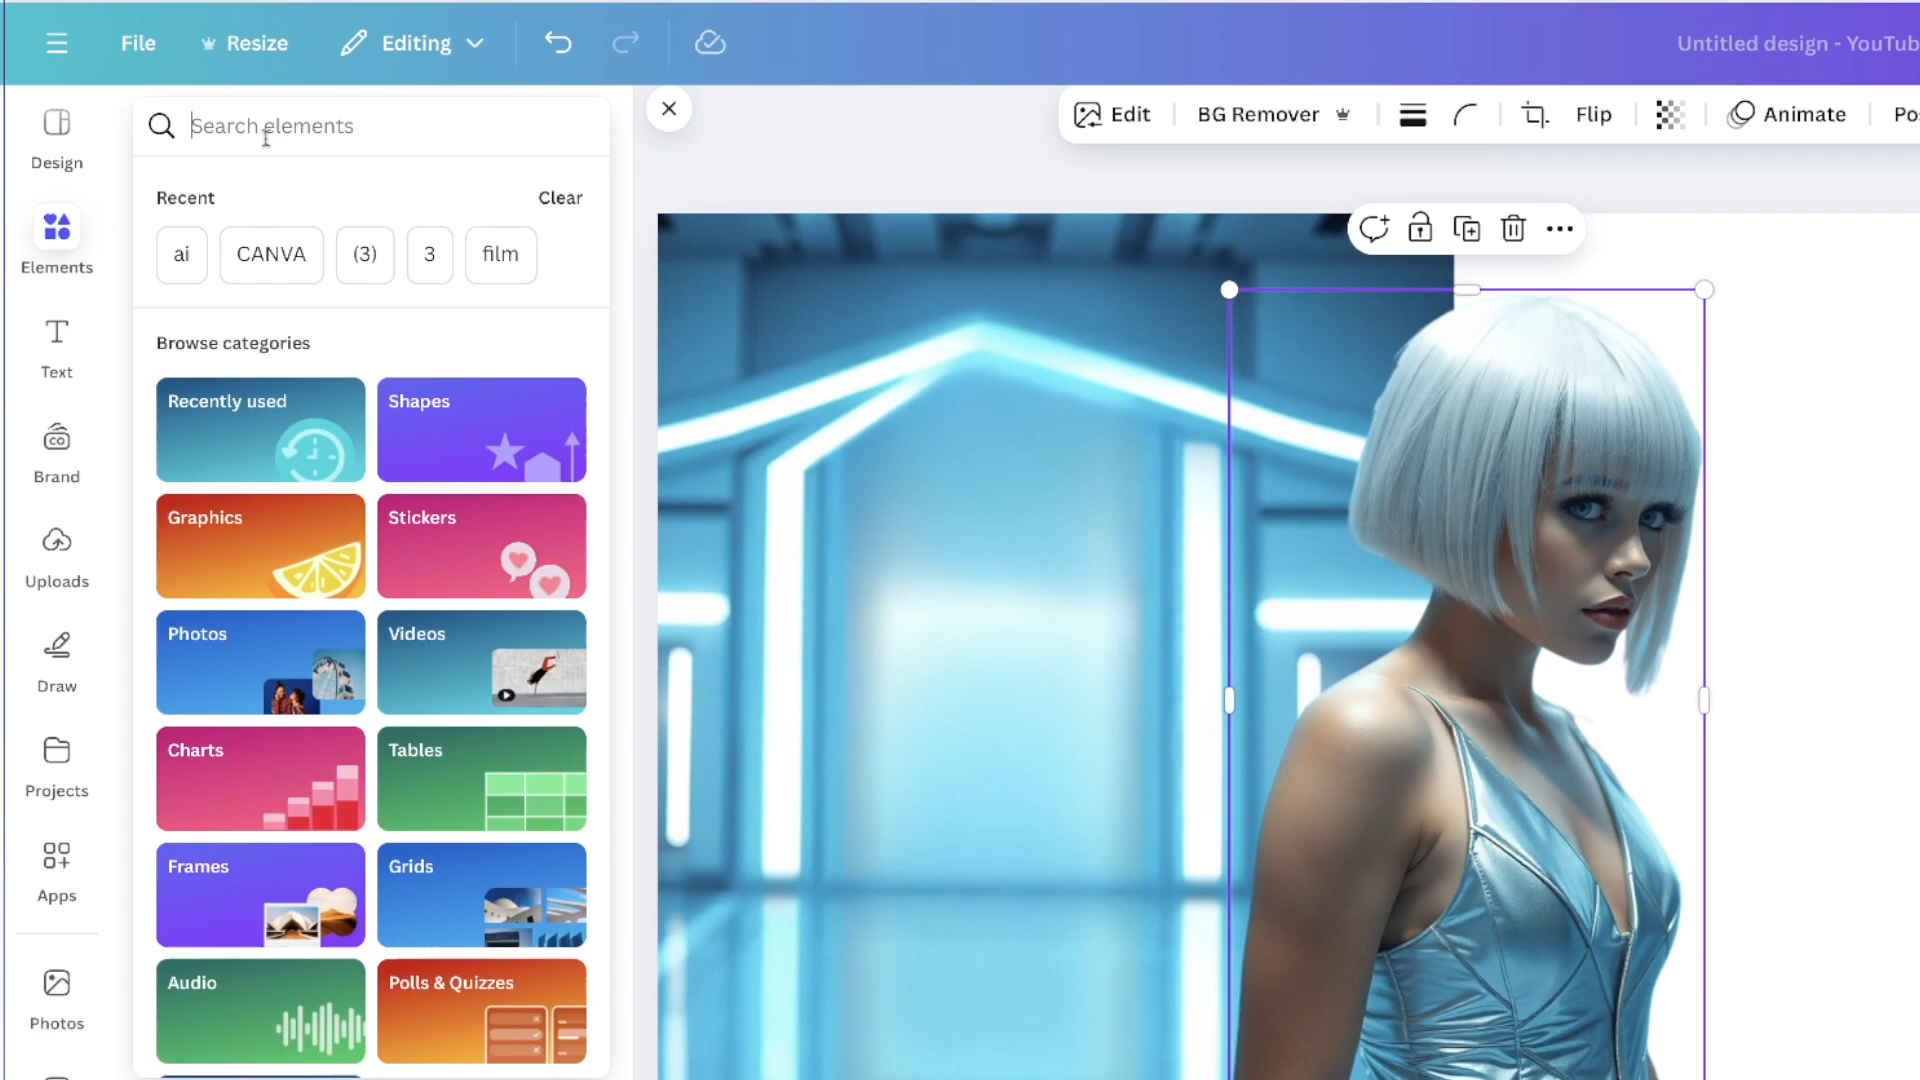 File
Resize
Editing
Untitled design - YouTub
Design
Elements
Text
Brand
Uploads
Draw
Projects
Apps
Photos
Search elements
Recent
Clear
ai
CANVA
(3)
3
film
Browse categories
Recently used
Shapes
Graphics
Stickers
Photos
Videos
Charts
Tables
Frames
Grids
Audio
Polls & Quizzes
Edit
BG Remover
Flip
Animate
Pos